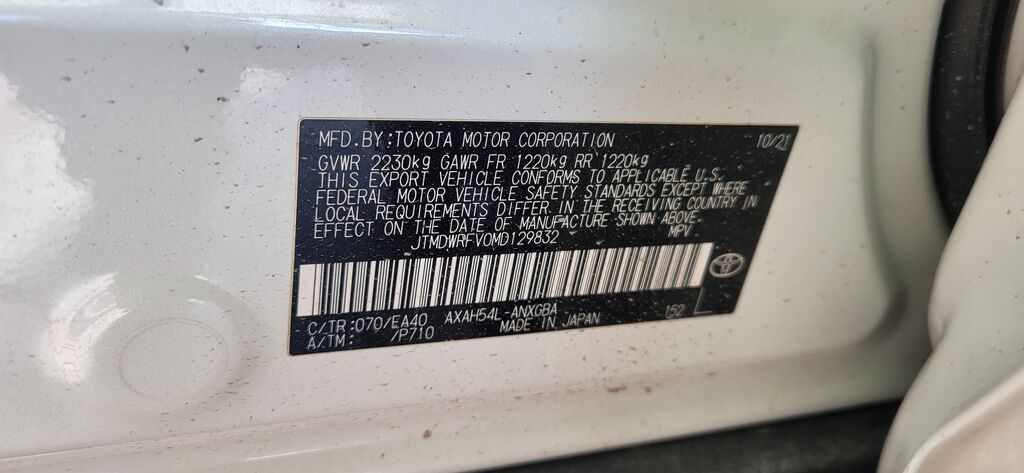 MFD.BY:TOYOTA MOTOR CORPORATION 10/21
GVWR 2230kg GAWR FR 1220kg RR 1220kg
THIS EXPORT VEHICLE CONFORMS TO APPLICABLE U.S.
FEDERAL MOTOR VEHICLE SAFETY STANDARDS EXCEPT WHERE
LOCAL REQUIREMENTS DIFFER IN THE RECEIVING COUNTRY IN
EFFECT ON THE DATE OF MANUFACTURE SHOWN ABOVE.
JTMDWRFV0MD129832 MPV
C/TR:070/EA40 AXAH54L-ANXGBA 152
A/TM: /P710 MADE IN JAPAN